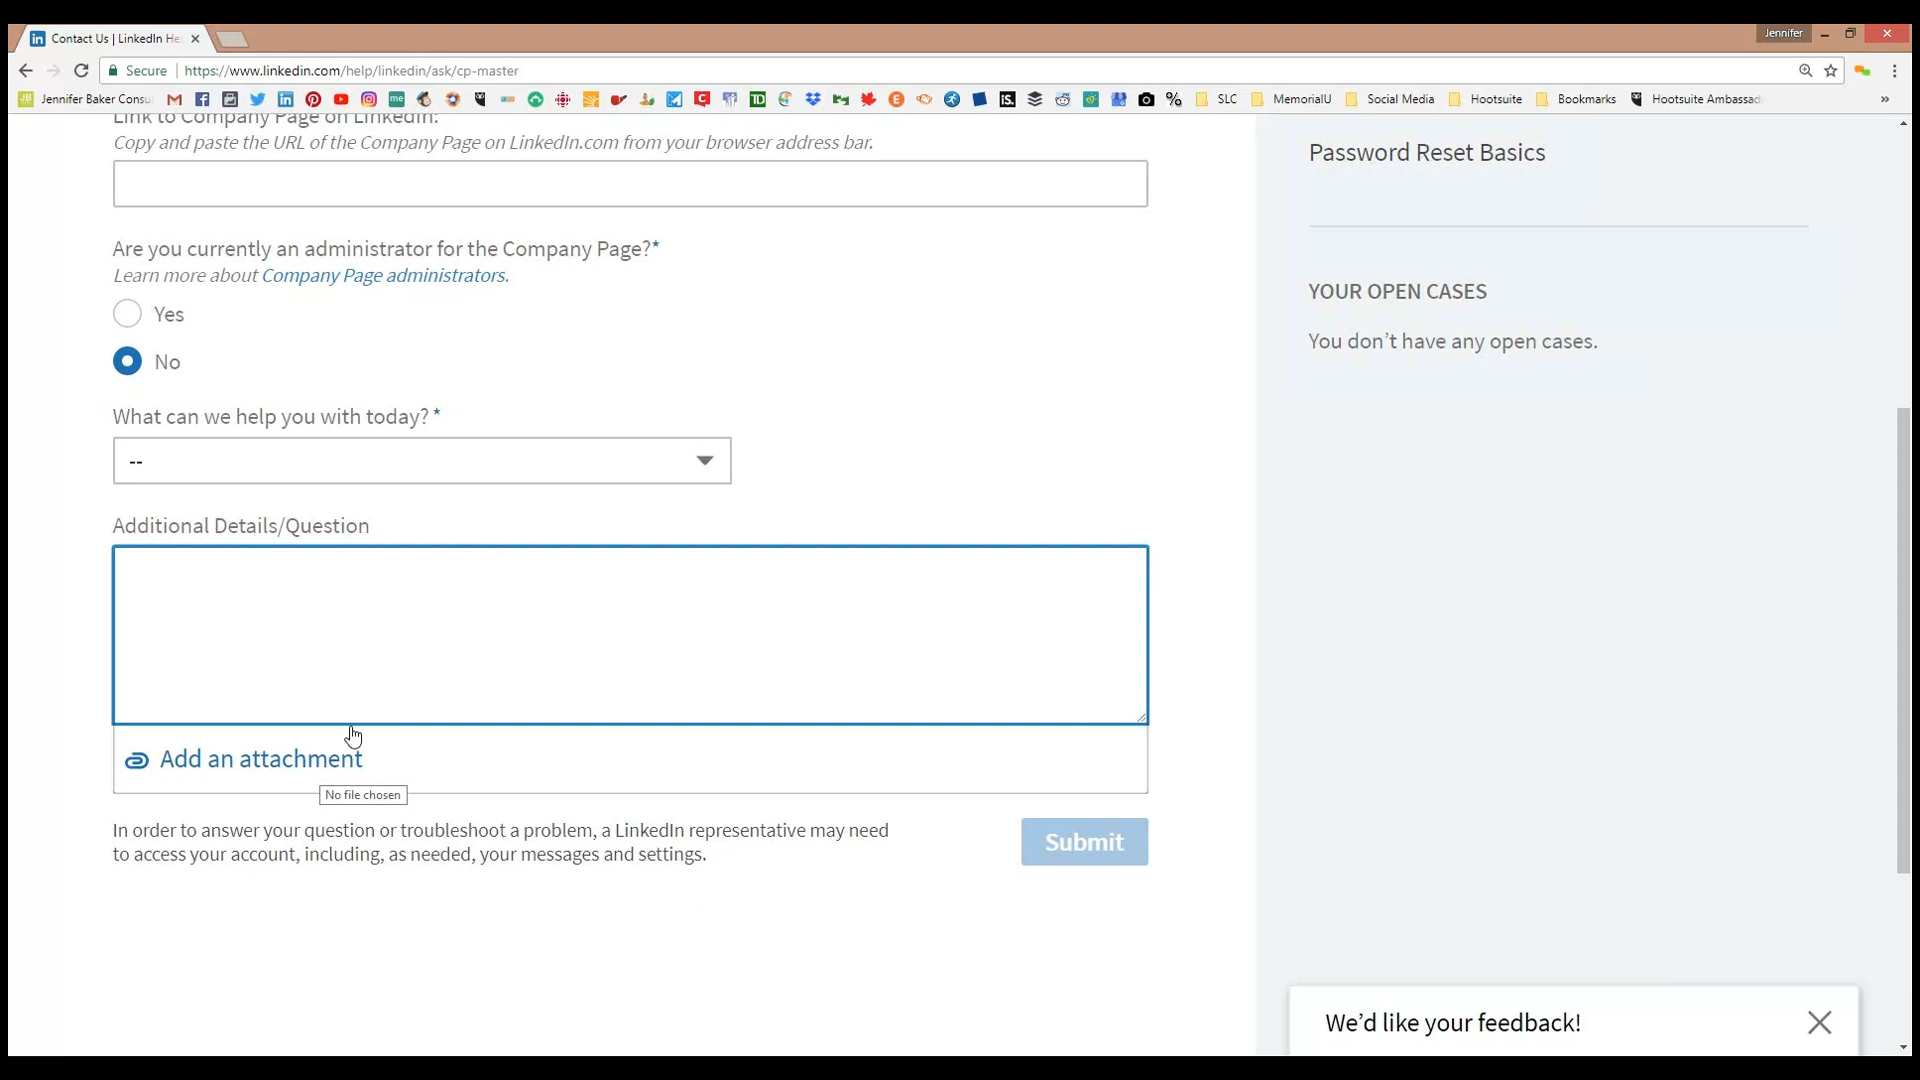 Contact Us | LinkedIn He
Jennifer
Secure
https://www.linkedin.com/help/linkedin/ask/cp-master
Jennifer Baker Consu
SLC
MemorialU
Social Media
Hootsuite
Bookmarks
Hootsuite Ambassad
Link to Company Page on LinkedIn:
Copy and paste the URL of the Company Page on LinkedIn.com from your browser address bar.
Are you currently an administrator for the Company Page?*
Learn more about Company Page administrators.
Yes
No
What can we help you with today? *
--
Additional Details/Question
Add an attachment
No file chosen
In order to answer your question or troubleshoot a problem, a LinkedIn representative may need
to access your account, including, as needed, your messages and settings.
Submit
Password Reset Basics
YOUR OPEN CASES
You don’t have any open cases.
We’d like your feedback!